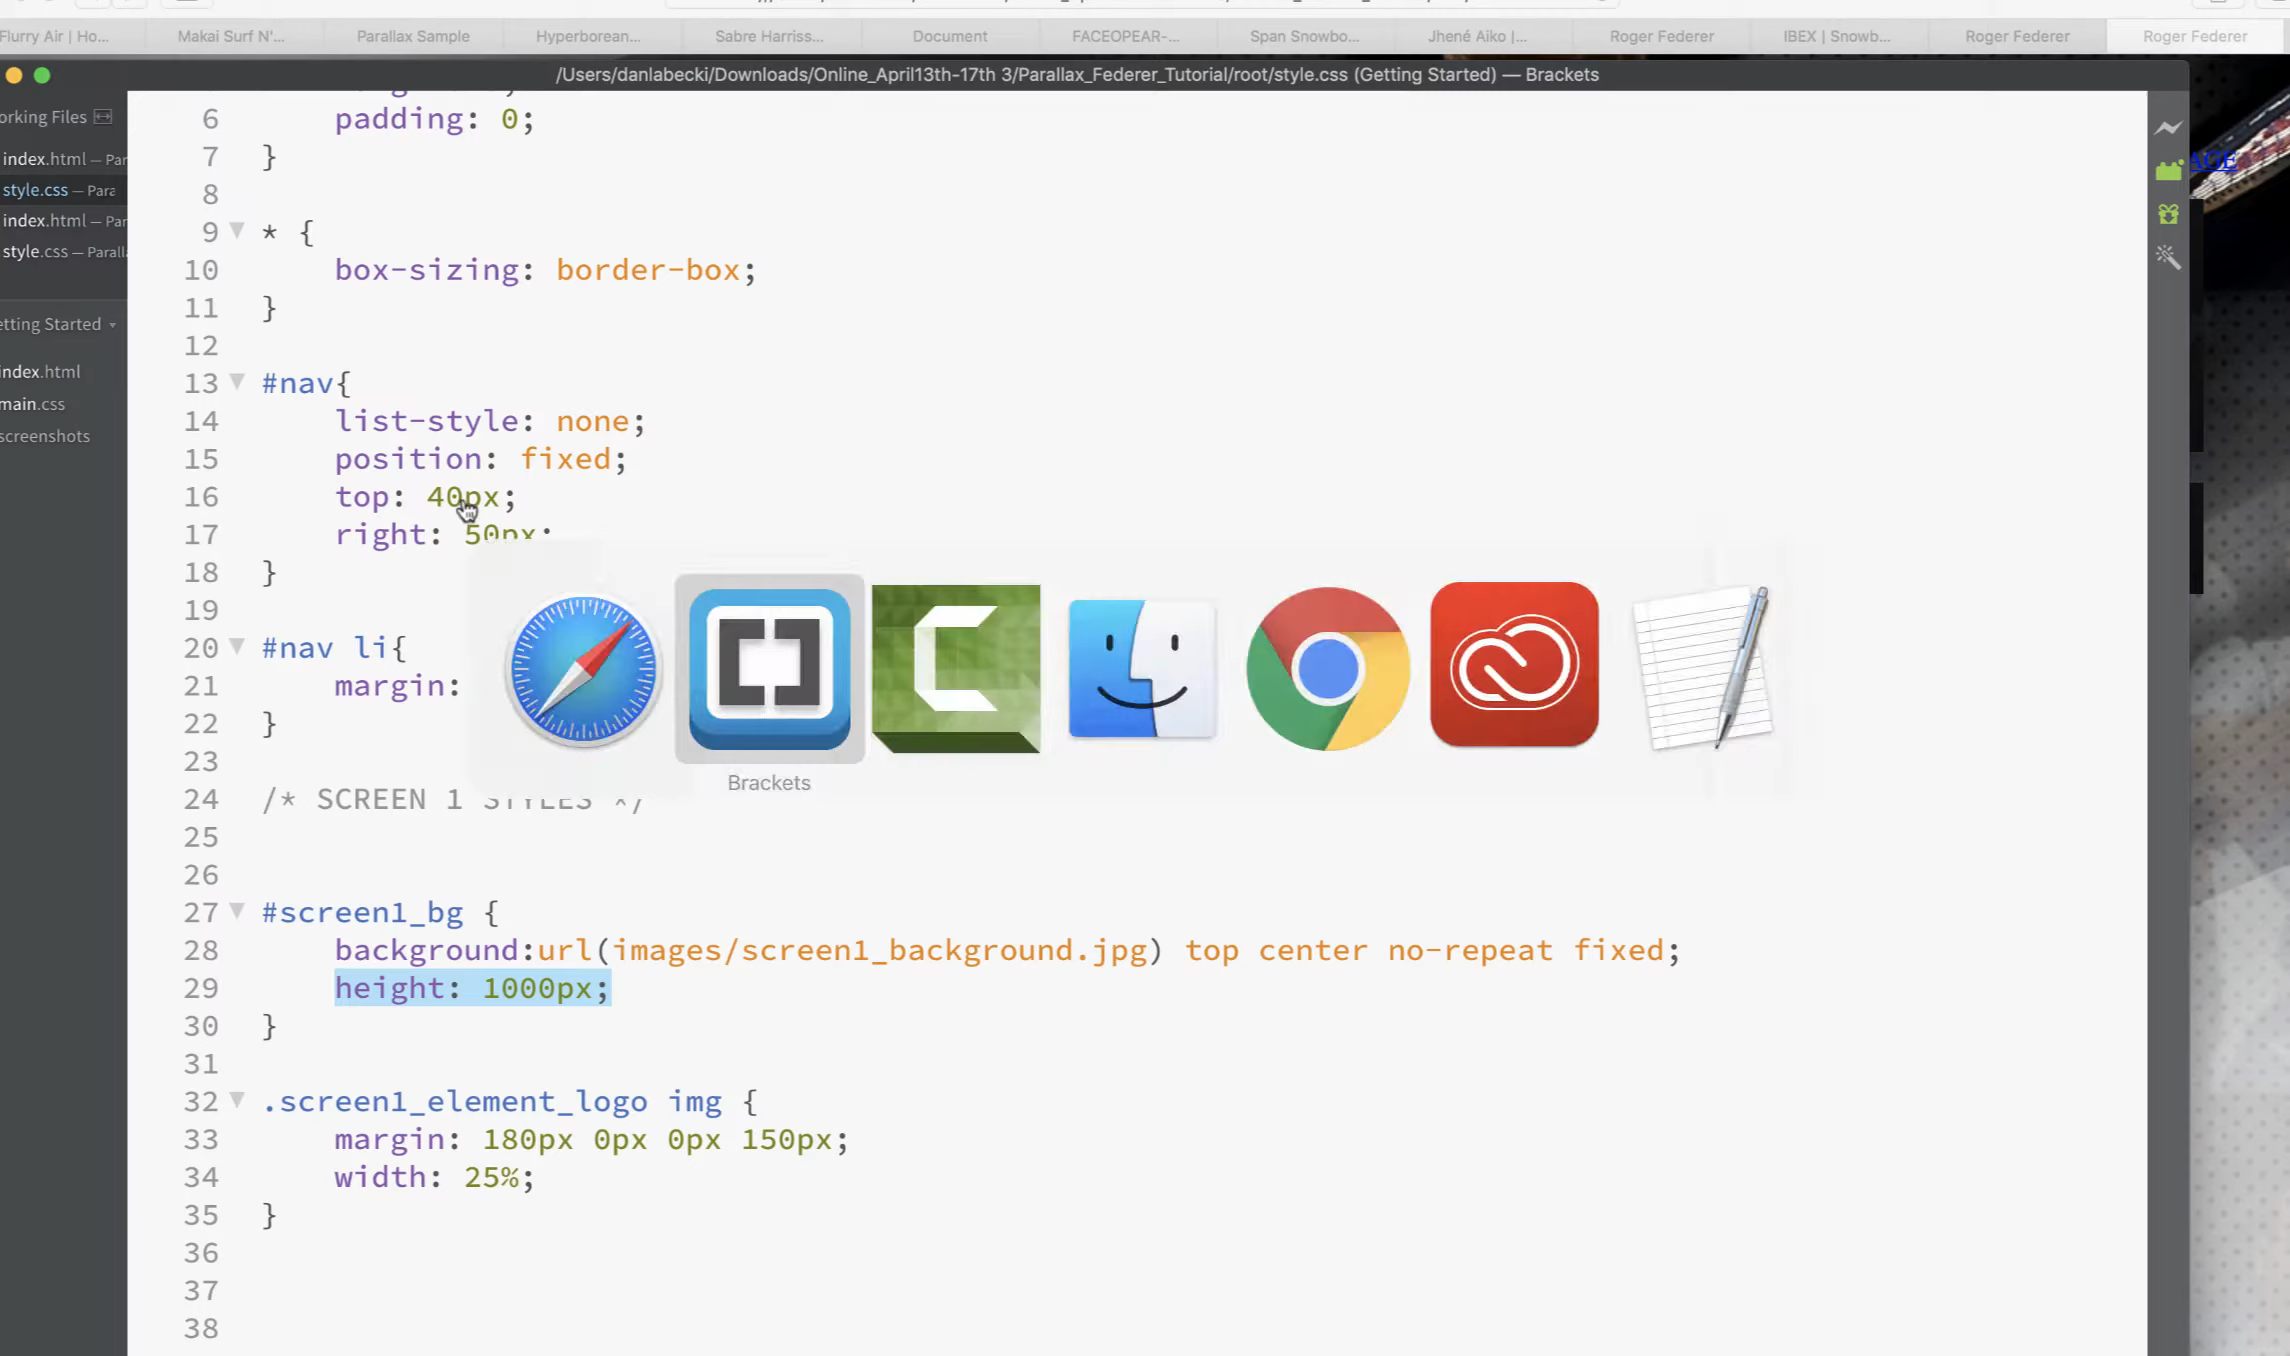 Flurry Air | Ho... Makai Surf N'... Parallax Sample Hyperborean... Sabre Harriss... Document FACEOPEAR-... Span Snowbo... Jhené Aiko |... Roger Federer IBEX | Snowb... Roger Federer Roger Federer
/Users/danlabecki/Downloads/Online_April13th-17th 3/Parallax_Federer_Tutorial/root/style.css (Getting Started) — Brackets
orking Files
index.html — Par
style.css — Para
index.html — Par
style.css — Paral
etting Started
index.html
main.css
screenshots
AGE
6 padding: 0;
7 }
8
9 * {
10 box-sizing: border-box;
11 }
12
13 #nav{
14 list-style: none;
15 position: fixed;
16 top: 40px;
17 right: 50px;
18 }
19
20 #nav li{
21 margin:
22 }
23
24 /* SCREEN 1 STYLES */
25
26
27 #screen1_bg {
28 background:url(images/screen1_background.jpg) top center no-repeat fixed;
29 height: 1000px;
30 }
31
32 .screen1_element_logo img {
33 margin: 180px 0px 0px 150px;
34 width: 25%;
35 }
36
37
38
Brackets